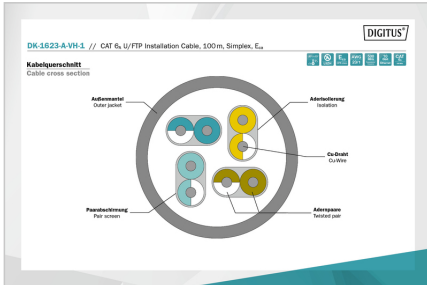 DIGITUS®
DK-1623-A-VH-1 // CAT 6A U/FTP Installation Cable, 100 m, Simplex, Eca
Kabelquerschnitt
Cable cross section
Außenmantel
Outer jacket
Aderisolierung
Isolation
Cu-Draht
Cu-Wire
Paarabschirmung
Pair screen
Adernpaare
Twisted pair